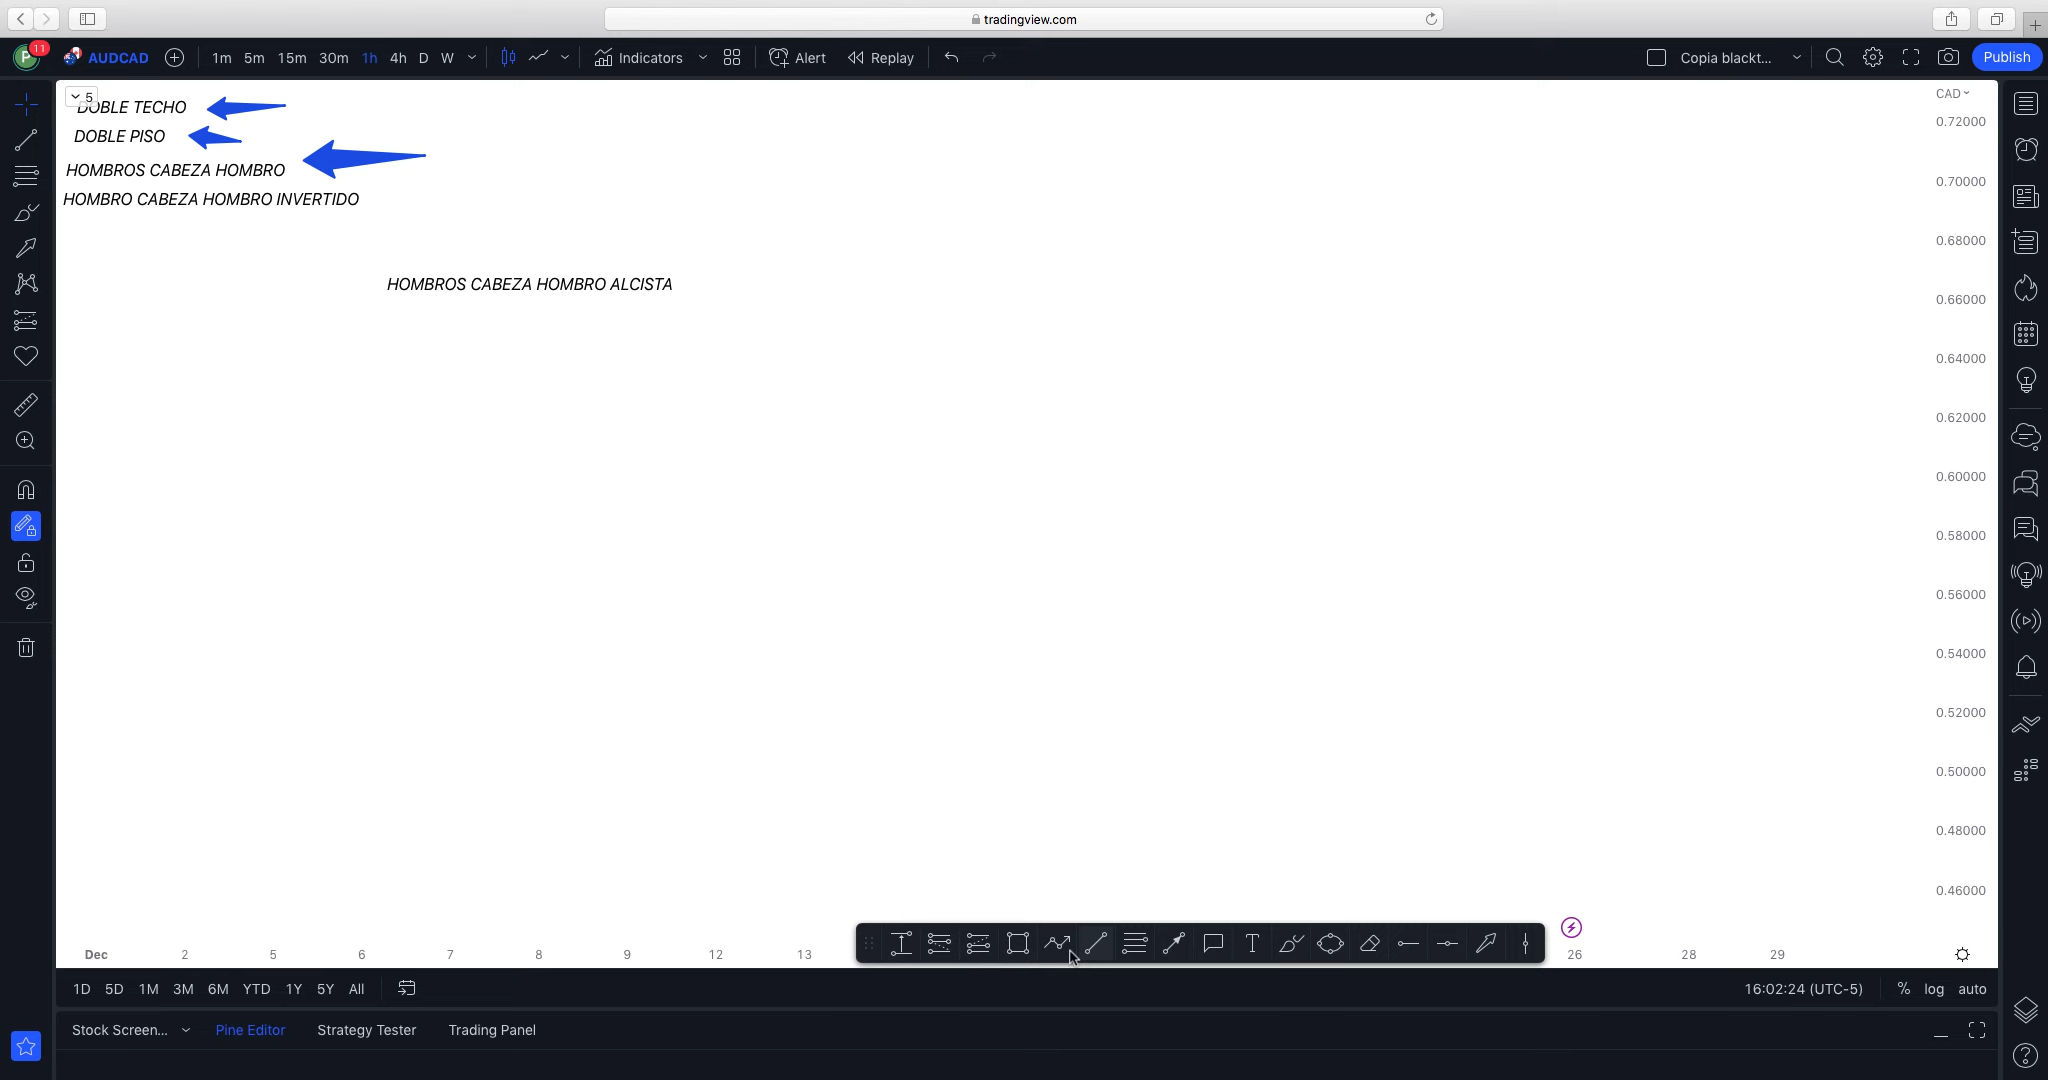 tradingview.com
P 11 AUDCAD 1m 5m 15m 30m 1h 4h D W Indicators Alert Replay Copia blackt... Publish
5
DOBLE TECHO
DOBLE PISO
HOMBROS CABEZA HOMBRO
HOMBRO CABEZA HOMBRO INVERTIDO
HOMBROS CABEZA HOMBRO ALCISTA
CAD
0.72000
0.70000
0.68000
0.66000
0.64000
0.62000
0.60000
0.58000
0.56000
0.54000
0.52000
0.50000
0.48000
0.46000
Dec 2 5 6 7 8 9 12 13 26 28 29
1D 5D 1M 3M 6M YTD 1Y 5Y All 16:02:24 (UTC-5) % log auto
Stock Screen... Pine Editor Strategy Tester Trading Panel